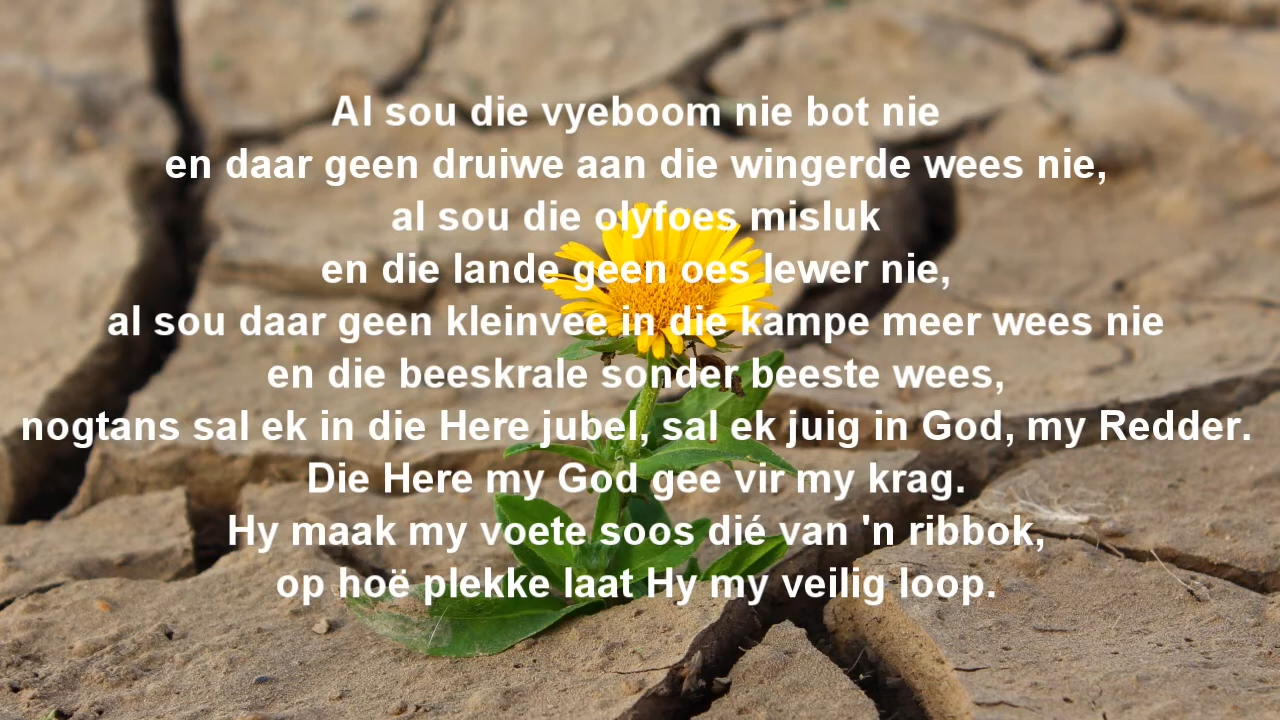 Al sou die vyeboom nie bot nie
en daar geen druiwe aan die wingerde wees nie,
al sou die olyfoes misluk
en die lande geen oes lewer nie,
al sou daar geen kleinvee in die kampe meer wees nie
en die beeskrale sonder beeste wees,
nogtans sal ek in die Here jubel, sal ek juig in God, my Redder.
Die Here my God gee vir my krag.
Hy maak my voete soos dié van 'n ribbok,
op hoë plekke laat Hy my veilig loop.